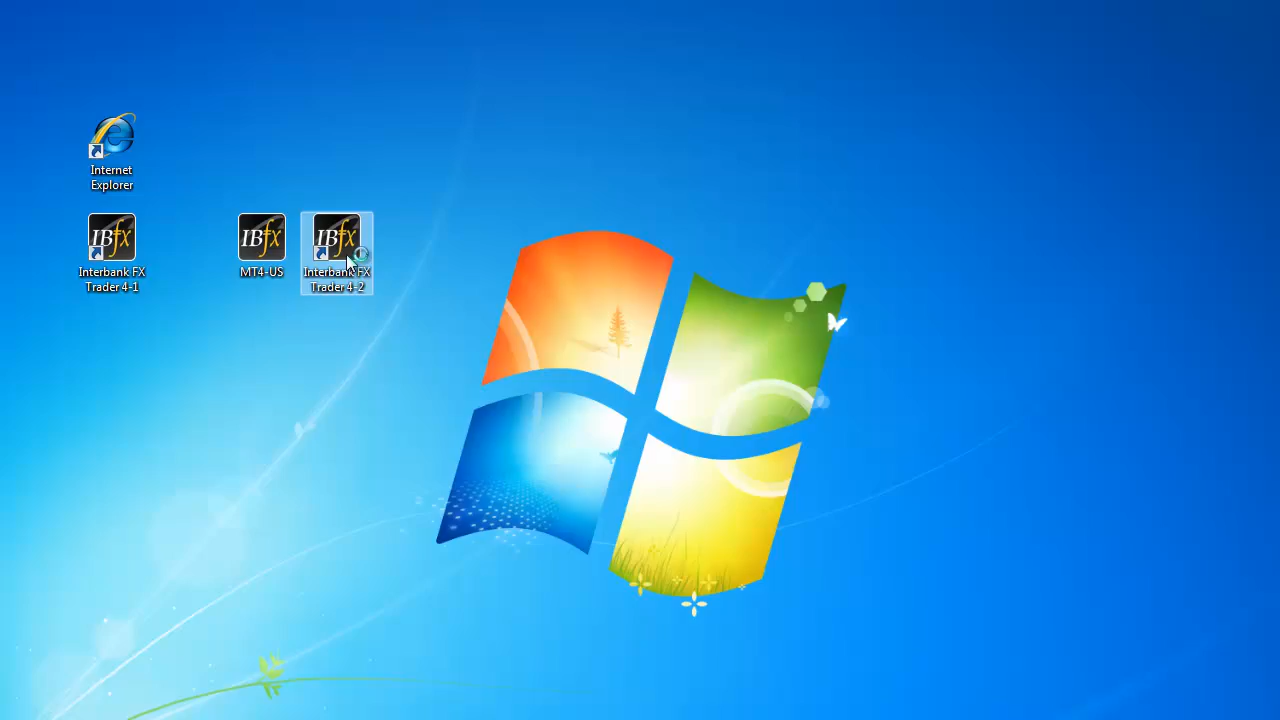 Internet
Explorer
IBfx
Interbank FX
Trader 4-1
IBfx
MT4-US
IBfx
Interbank FX
Trader 4-2